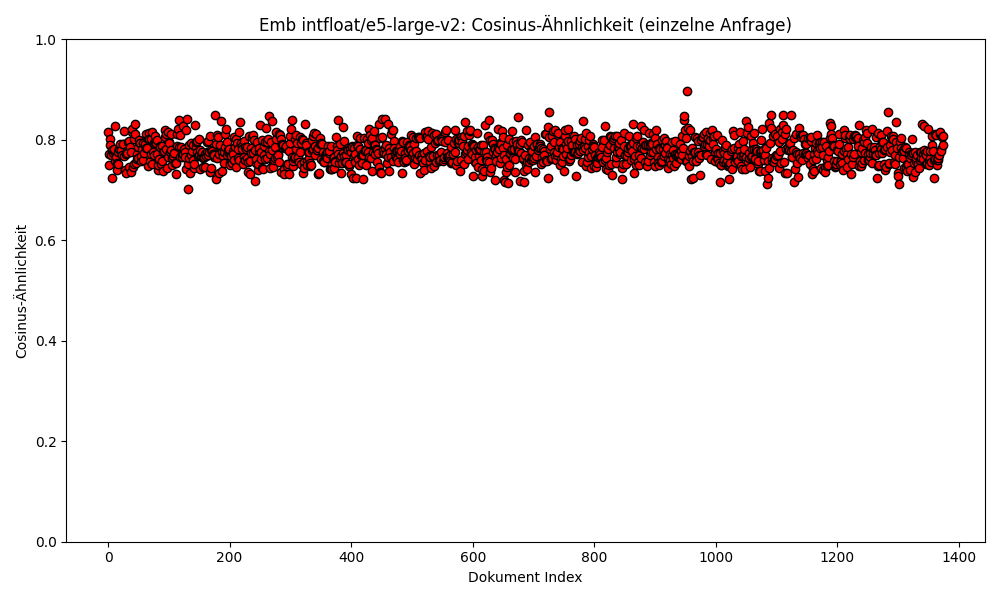 Emb intfloat/e5-large-v2: Cosinus-Ähnlichkeit (einzelne Anfrage)
1.0
0.8
0.6
0.4
0.2
0.0
Cosinus-Ähnlichkeit
0 200 400 600 800 1000 1200 1400
Dokument Index